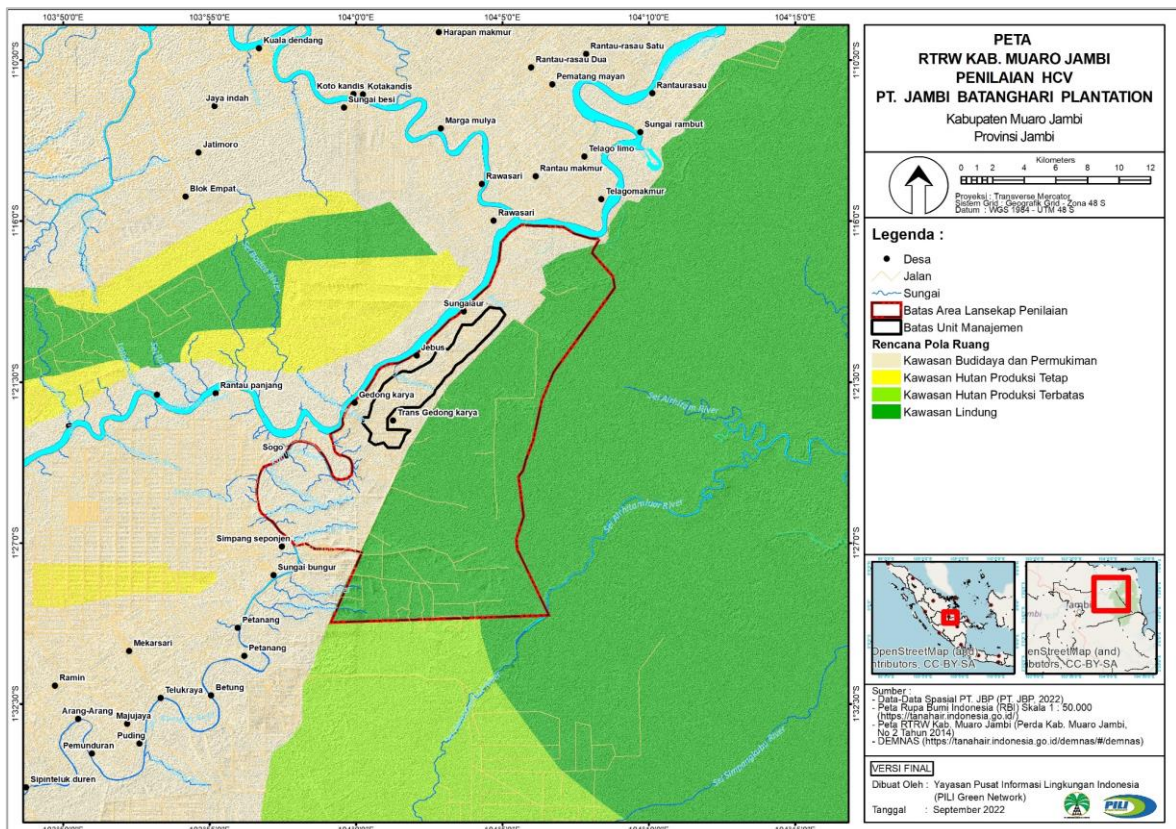 103°50'0"E
103°55'0"E
104°0'0"E
104°5'0"E
104°10'0"E
104°15'0"E
1°10'30"S
1°16'0"S
1°21'30"S
1°27'0"S
1°32'30"S
Harapan makmur
Kuala dendang
Rantau-rasau Satu
Rantau-rasau Dua
Pematang mayan
Koto kandis
Kotakandis
Rantaurasau
Jaya indah
Sungai besi
Marga mulya
Sungai rambut
Jatimoro
Telago limo
Rantau makmur
Blok Empat
Rawasari
Telagomakmur
Rawasari
Sungaiaur
Jebus
Rantau panjang
Gedong karya
Trans Gedong karya
Sogo
Simpang seponjen
Sungai bungur
Petanang
Mekarsari
Petanang
Ramin
Telukraya
Betung
Arang-Arang
Majujaya
Puding
Pemunduran
Sipinteluk duren
PETA
RTRW KAB. MUARO JAMBI
PENILAIAN HCV
PT. JAMBI BATANGHARI PLANTATION
Kabupaten Muaro Jambi
Provinsi Jambi
Kilometers
0 1 2 4 6 8 10 12
Proyeksi : Transverse Mercator
Sistem Grid : Geografik Grid - Zona 48 S
Datum : WGS 1984 - UTM 48 S
Legenda :
Desa
Jalan
Sungai
Batas Area Lansekap Penilaian
Batas Unit Manajemen
Rencana Pola Ruang
Kawasan Budidaya dan Permukiman
Kawasan Hutan Produksi Tetap
Kawasan Hutan Produksi Terbatas
Kawasan Lindung
OpenStreetMap (and)
ntributors, CC-BY-SA
Jambi
enStreetMap (and)
ributors, CC-BY-SA
Sumber :
- Data-Data Spasial PT. JBP (PT. JBP, 2022)
- Peta Rupa Bumi Indonesia (RBI) Skala 1 : 50.000
(https://tanahair.indonesia.go.id/)
- Peta RTRW Kab. Muaro Jambi (Perda Kab. Muaro Jambi,
No 2 Tahun 2014)
- DEMNAS (https://tanahair.indonesia.go.id/demnas/#/demnas)
VERSI FINAL
Dibuat Oleh : Yayasan Pusat Informasi Lingkungan Indonesia
(PILI Green Network)
Tanggal : September 2022
PILI